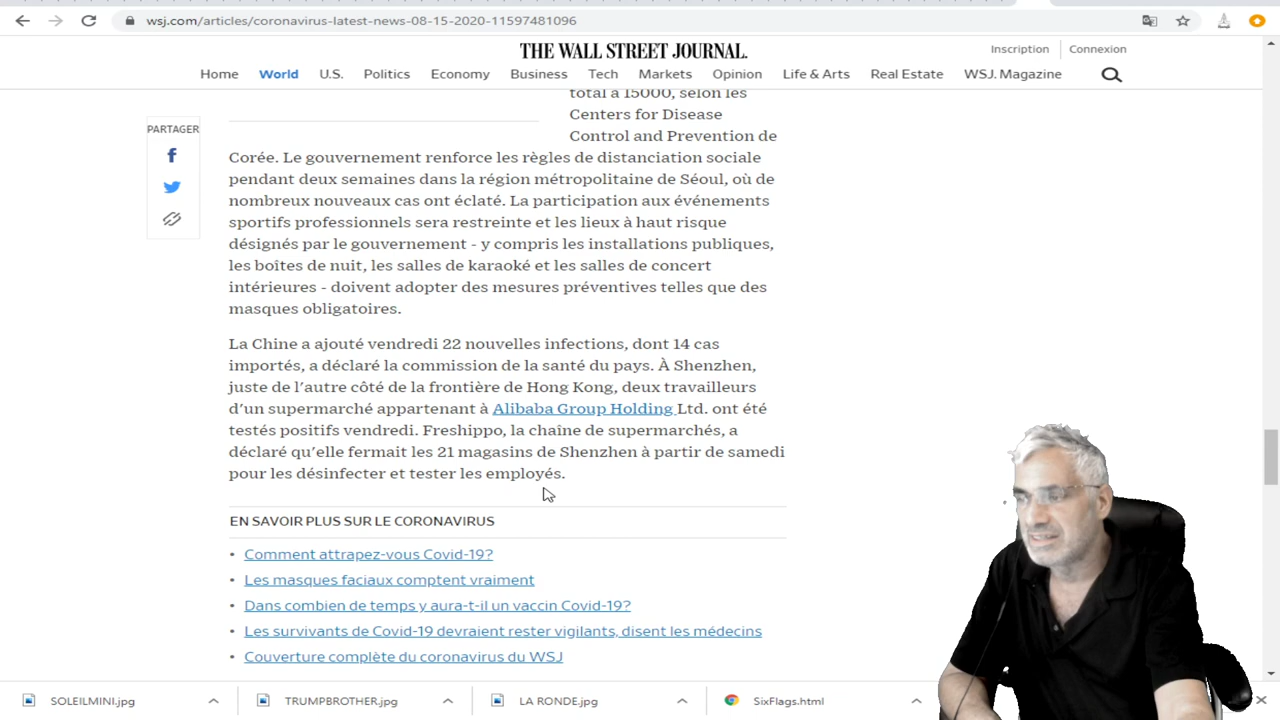 wsj.com/articles/coronavirus-latest-news-08-15-2020-11597481096
THE WALL STREET JOURNAL.
Inscription
Connexion
Home World U.S. Politics Economy Business Tech Markets Opinion Life & Arts Real Estate WSJ. Magazine
PARTAGER
total à 15000, selon les
Centers for Disease
Control and Prevention de
Corée. Le gouvernement renforce les règles de distanciation sociale
pendant deux semaines dans la région métropolitaine de Séoul, où de
nombreux nouveaux cas ont éclaté. La participation aux événements
sportifs professionnels sera restreinte et les lieux à haut risque
désignés par le gouvernement - y compris les installations publiques,
les boîtes de nuit, les salles de karaoké et les salles de concert
intérieures - doivent adopter des mesures préventives telles que des
masques obligatoires.
La Chine a ajouté vendredi 22 nouvelles infections, dont 14 cas
importés, a déclaré la commission de la santé du pays. À Shenzhen,
juste de l'autre côté de la frontière de Hong Kong, deux travailleurs
d'un supermarché appartenant à Alibaba Group Holding Ltd. ont été
testés positifs vendredi. Freshippo, la chaîne de supermarchés, a
déclaré qu'elle fermait les 21 magasins de Shenzhen à partir de samedi
pour les désinfecter et tester les employés.
EN SAVOIR PLUS SUR LE CORONAVIRUS
• Comment attrapez-vous Covid-19?
• Les masques faciaux comptent vraiment
• Dans combien de temps y aura-t-il un vaccin Covid-19?
• Les survivants de Covid-19 devraient rester vigilants, disent les médecins
• Couverture complète du coronavirus du WSJ
SOLEILMINI.jpg
TRUMPBROTHER.jpg
LA RONDE.jpg
SixFlags.html